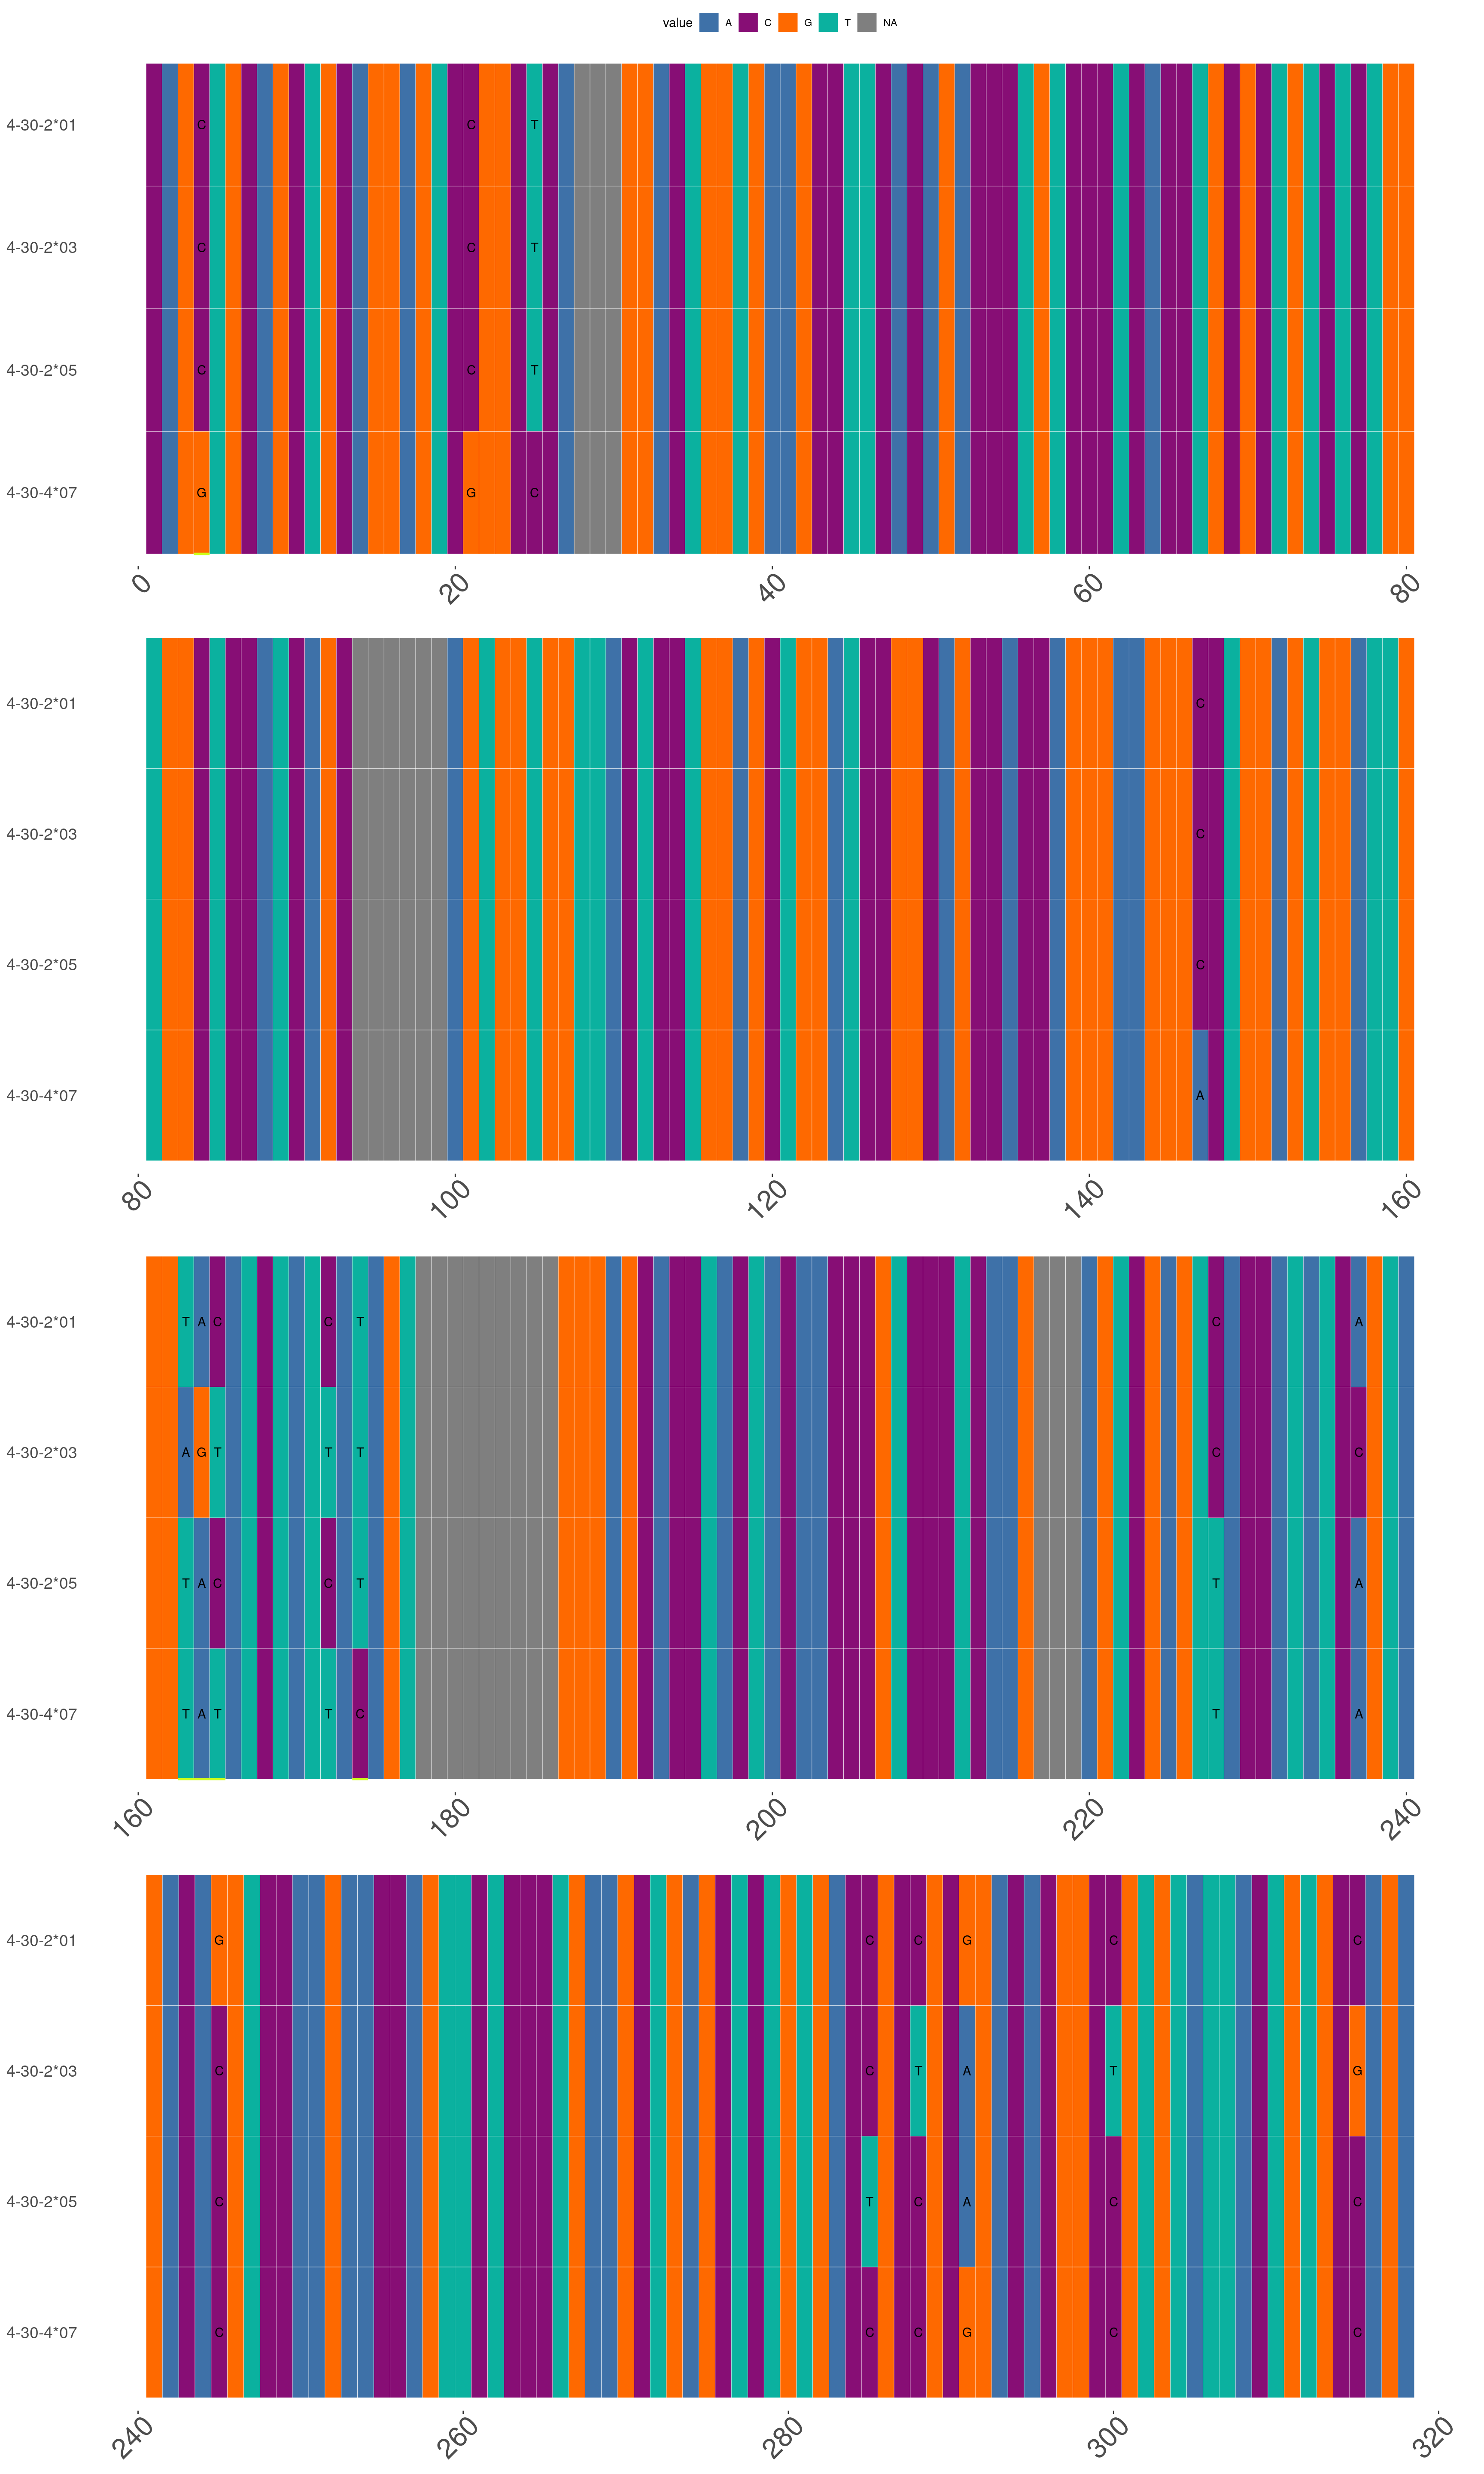 value A C G T NA
4-30-2*01 C C T
4-30-2*03 C C T
4-30-2*05 C C T
4-30-4*07 G G C
0 20 40 60 80
4-30-2*01 C
4-30-2*03 C
4-30-2*05 C
4-30-4*07 A
80 100 120 140 160
4-30-2*01 T A C C T C A
4-30-2*03 A G T T T C C
4-30-2*05 T A C C T T A
4-30-4*07 T A T T C T A
160 180 200 220 240
4-30-2*01 G C C G C C
4-30-2*03 C C T A T G
4-30-2*05 C T C A C C
4-30-4*07 C C C G C C
240 260 280 300 320